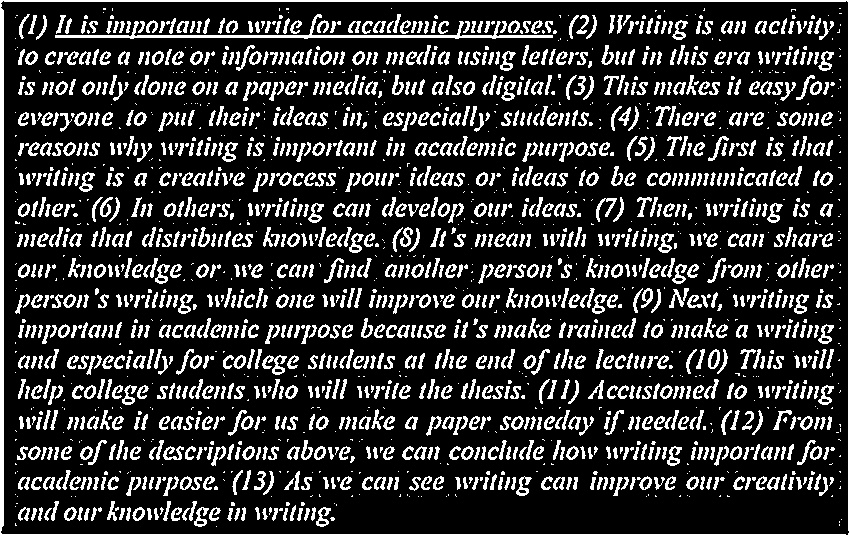 (1) It is important to write for academic purposes. (2) Writing is an activity
to create a note or information on media using letters, but in this era writing
is not only done on a paper media, but also digital. (3) This makes it easy for
everyone to put their ideas in, especially students. (4) There are some
reasons why writing is important in academic purpose. (5) The first is that
writing is a creative process pour ideas or ideas to be communicated to
other. (6) In others, writing can develop our ideas. (7) Then, writing is a
media that distributes knowledge. (8) It's mean with writing, we can share
our knowledge or we can find another person's knowledge from other
person's writing, which one will improve our knowledge. (9) Next, writing is
important in academic purpose because it's make trained to make a writing
and especially for college students at the end of the lecture. (10) This will
help college students who will write the thesis. (11) Accustomed to writing
will make it easier for us to make a paper someday if needed. (12) From
some of the descriptions above, we can conclude how writing important for
academic purpose. (13) As we can see writing can improve our creativity
and our knowledge in writing.